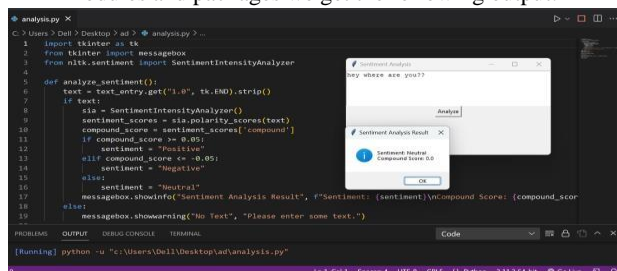 analysis.py ×
C: > Users > Dell > Desktop > ad > analysis.py > ...
1 import tkinter as tk
2 from tkinter import messagebox
3 from nltk.sentiment import SentimentIntensityAnalyzer
4
5 def analyze_sentiment():
6 text = text_entry.get("1.0", tk.END).strip()
7 if text:
8 sia = SentimentIntensityAnalyzer()
9 sentiment_scores = sia.polarity_scores(text)
10 compound_score = sentiment_scores['compound']
11 if compound_score >= 0.05:
12 sentiment = "Positive"
13 elif compound_score <= -0.05:
14 sentiment = "Negative"
15 else:
16 sentiment = "Neutral"
17 messagebox.showinfo("Sentiment Analysis Result", f"Sentiment: {sentiment}\nCompound Score: {compound_scor
18 else:
19 messagebox.showwarning("No Text", "Please enter some text.")
Sentiment Analysis
hey where are you??
Analyze
Sentiment Analysis Result
Sentiment: Neutral
Compound Score: 0.0
OK
PROBLEMS OUTPUT DEBUG CONSOLE TERMINAL
Code
[Running] python -u "c:\Users\Dell\Desktop\ad\analysis.py"